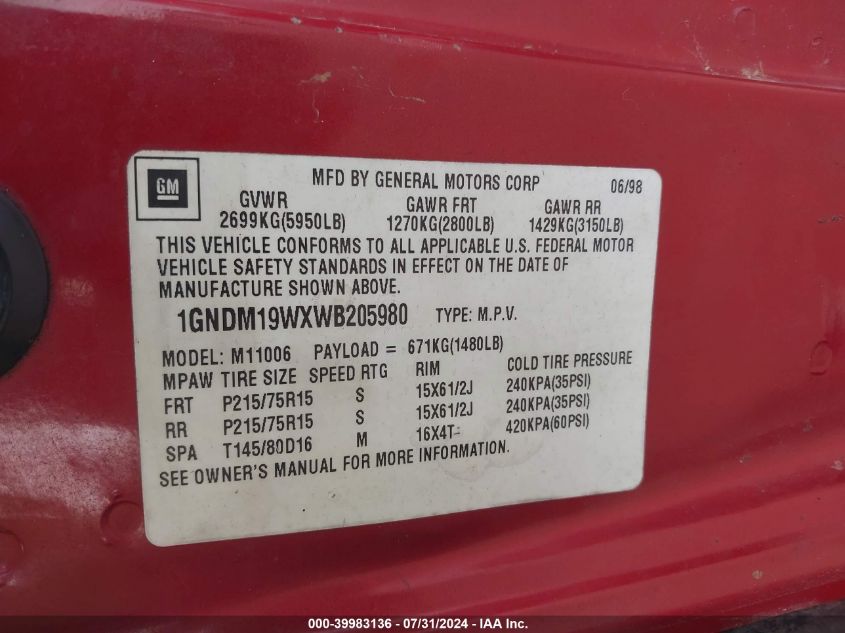 GM
MFD BY GENERAL MOTORS CORP 06/98
GVWR GAWR FRT GAWR RR
2699KG(5950LB) 1270KG(2800LB) 1429KG(3150LB)
THIS VEHICLE CONFORMS TO ALL APPLICABLE U.S. FEDERAL MOTOR
VEHICLE SAFETY STANDARDS IN EFFECT ON THE DATE OF
MANUFACTURE SHOWN ABOVE.
1GNDM19WXWB205980 TYPE: M.P.V.
MODEL: M11006 PAYLOAD = 671KG(1480LB)
MPAW TIRE SIZE SPEED RTG RIM COLD TIRE PRESSURE
FRT P215/75R15 S 15X61/2J 240KPA(35PSI)
RR P215/75R15 S 15X61/2J 240KPA(35PSI)
SPA T145/80D16 M 16X4T 420KPA(60PSI)
SEE OWNER'S MANUAL FOR MORE INFORMATION.
000-39983136 - 07/31/2024 - IAA Inc.